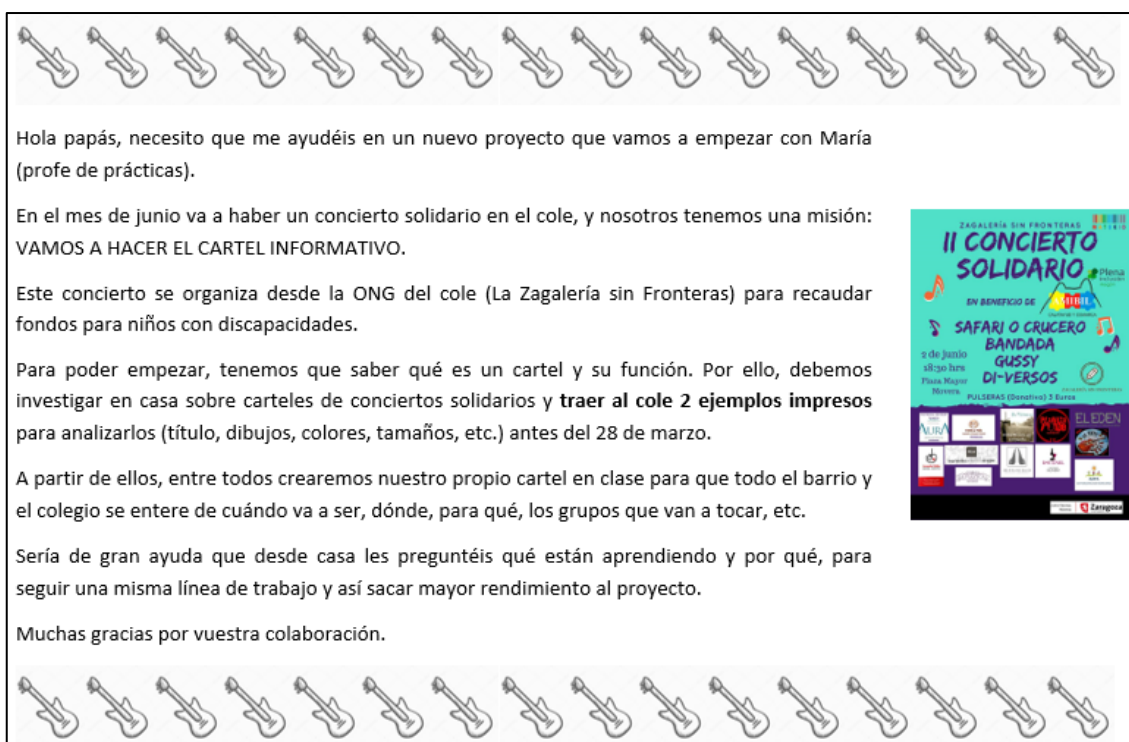 Hola papás, necesito que me ayudéis en un nuevo proyecto que vamos a empezar con María
(profe de prácticas).
En el mes de junio va a haber un concierto solidario en el cole, y nosotros tenemos una misión:
VAMOS A HACER EL CARTEL INFORMATIVO.
Este concierto se organiza desde la ONG del cole (La Zagalería sin Fronteras) para recaudar
fondos para niños con discapacidades.
Para poder empezar, tenemos que saber qué es un cartel y su función. Por ello, debemos
investigar en casa sobre carteles de conciertos solidarios y traer al cole 2 ejemplos impresos
para analizarlos (título, dibujos, colores, tamaños, etc.) antes del 28 de marzo.
A partir de ellos, entre todos crearemos nuestro propio cartel en clase para que todo el barrio y
el colegio se entere de cuándo va a ser, dónde, para qué, los grupos que van a tocar, etc.
Sería de gran ayuda que desde casa les preguntéis qué están aprendiendo y por qué, para
seguir una misma línea de trabajo y así sacar mayor rendimiento al proyecto.
Muchas gracias por vuestra colaboración.
ZAGALERÍA SIN FRONTERAS
II CONCIERTO
SOLIDARIO
Plena
EN BENEFICIO DE
AMIBIL
SAFARI O CRUCERO
BANDADA
GUSSY
DI-VERSOS
2 de junio
18:30 hrs
Plaza Mayor
Movera
PULSERAS (Donativo) 3 Euros
AURA
EL EDEN
Zaragoza